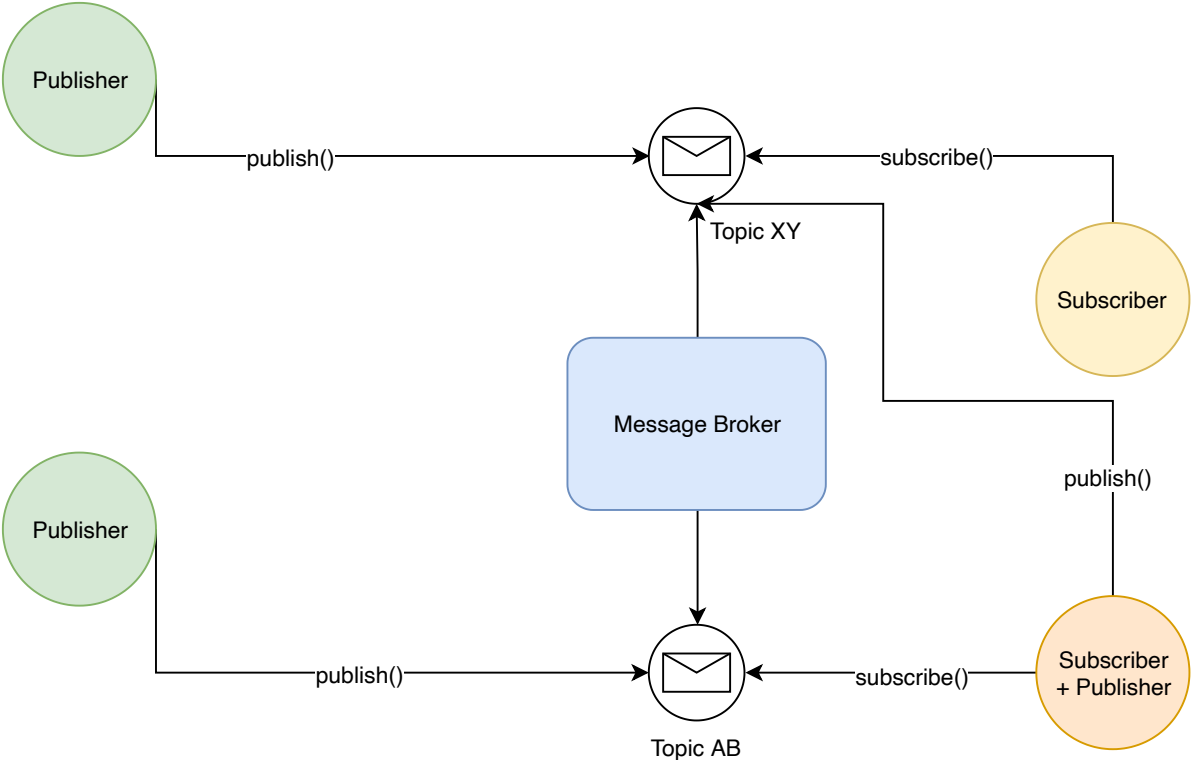 Publisher
publish()
subscribe()
Topic XY
Subscriber
Message Broker
publish()
Publisher
publish()
subscribe()
Subscriber
+ Publisher
Topic AB